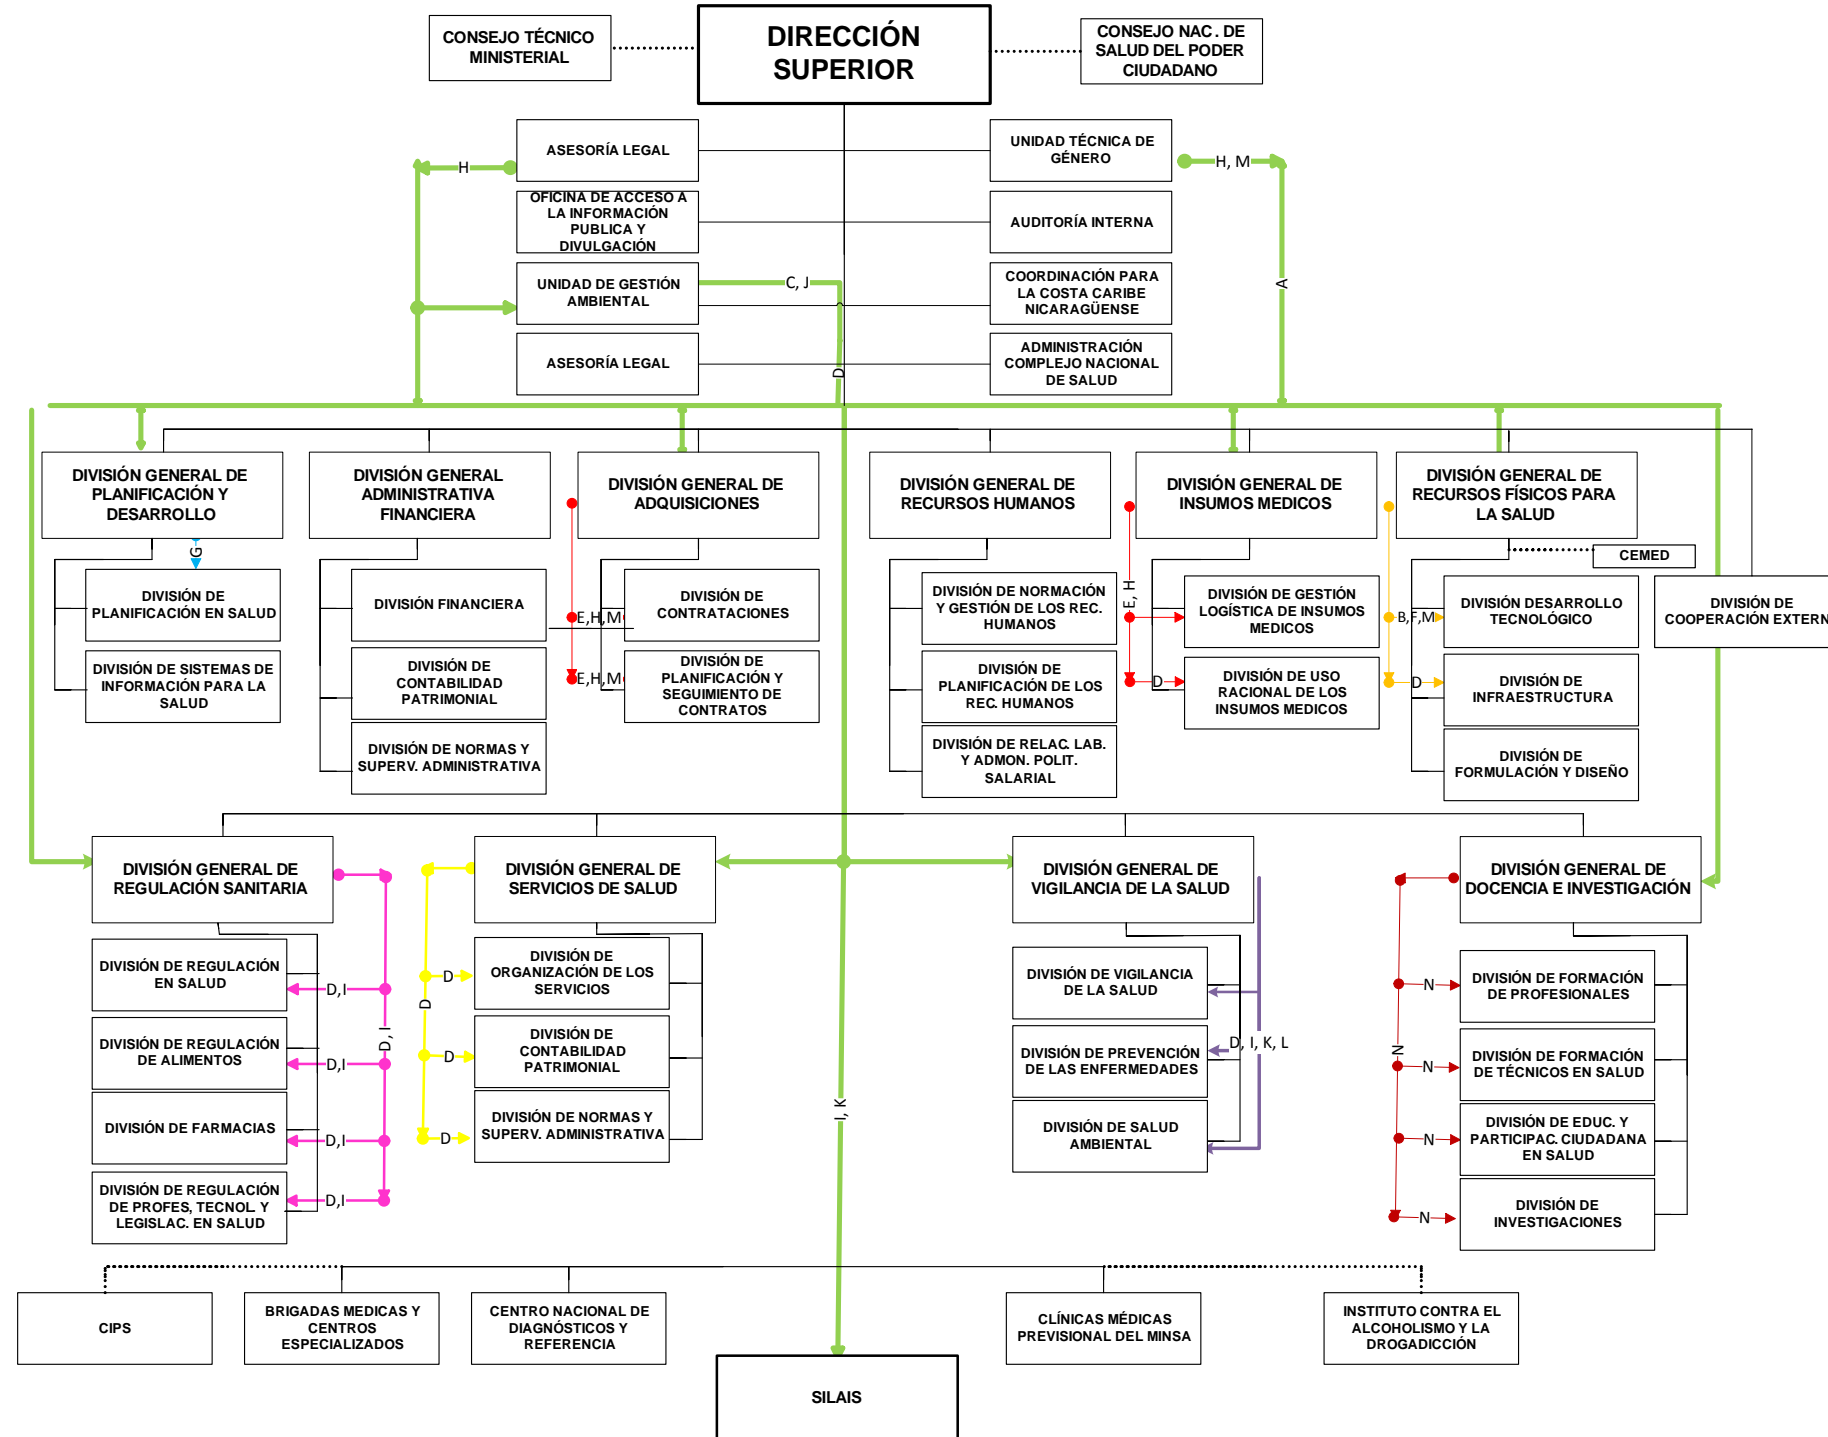 CONSEJO TÉCNICO
MINISTERIAL
DIRECCIÓN
SUPERIOR
CONSEJO NAC. DE
SALUD DEL PODER
CIUDADANO
ASESORÍA LEGAL
UNIDAD TÉCNICA DE
GÉNERO
H
H, M
OFICINA DE ACCESO A
LA INFORMACIÓN
PUBLICA Y
DIVULGACIÓN
AUDITORÍA INTERNA
UNIDAD DE GESTIÓN
AMBIENTAL
C, J
COORDINACIÓN PARA
LA COSTA CARIBE
NICARAGÜENSE
A
ASESORÍA LEGAL
D
ADMINISTRACIÓN
COMPLEJO NACIONAL
DE SALUD
DIVISIÓN GENERAL DE
PLANIFICACIÓN Y
DESARROLLO
DIVISIÓN GENERAL
ADMINISTRATIVA
FINANCIERA
DIVISIÓN GENERAL DE
ADQUISICIONES
DIVISIÓN GENERAL DE
RECURSOS HUMANOS
DIVISIÓN GENERAL DE
INSUMOS MEDICOS
DIVISIÓN GENERAL DE
RECURSOS FÍSICOS PARA
LA SALUD
G
CEMED
DIVISIÓN DE
PLANIFICACIÓN EN SALUD
DIVISIÓN FINANCIERA
E,H,M
DIVISIÓN DE
CONTRATACIONES
DIVISIÓN DE NORMACIÓN
Y GESTIÓN DE LOS REC.
HUMANOS
E, H
DIVISIÓN DE GESTIÓN
LOGÍSTICA DE INSUMOS
MEDICOS
B,F,M
DIVISIÓN DESARROLLO
TECNOLÓGICO
DIVISIÓN DE
COOPERACIÓN EXTERN
DIVISIÓN DE SISTEMAS DE
INFORMACIÓN PARA LA
SALUD
DIVISIÓN DE
CONTABILIDAD
PATRIMONIAL
E,H,M
DIVISIÓN DE
PLANIFICACIÓN Y
SEGUIMIENTO DE
CONTRATOS
DIVISIÓN DE
PLANIFICACIÓN DE LOS
REC. HUMANOS
D
DIVISIÓN DE USO
RACIONAL DE LOS
INSUMOS MEDICOS
D
DIVISIÓN DE
INFRAESTRUCTURA
DIVISIÓN DE NORMAS Y
SUPERV. ADMINISTRATIVA
DIVISIÓN DE RELAC. LAB.
Y ADMON. POLIT.
SALARIAL
DIVISIÓN DE
FORMULACIÓN Y DISEÑO
DIVISIÓN GENERAL DE
REGULACIÓN SANITARIA
DIVISIÓN GENERAL DE
SERVICIOS DE SALUD
DIVISIÓN GENERAL DE
VIGILANCIA DE LA SALUD
DIVISIÓN GENERAL DE
DOCENCIA E INVESTIGACIÓN
DIVISIÓN DE REGULACIÓN
EN SALUD
D,I
D
D
DIVISIÓN DE
ORGANIZACIÓN DE LOS
SERVICIOS
DIVISIÓN DE VIGILANCIA
DE LA SALUD
N
DIVISIÓN DE FORMACIÓN
DE PROFESIONALES
DIVISIÓN DE REGULACIÓN
DE ALIMENTOS
D,I
D, I
D
DIVISIÓN DE
CONTABILIDAD
PATRIMONIAL
DIVISIÓN DE PREVENCIÓN
DE LAS ENFERMEDADES
D, I, K, L
N
N
DIVISIÓN DE FORMACIÓN
DE TÉCNICOS EN SALUD
DIVISIÓN DE FARMACIAS
D,I
D
DIVISIÓN DE NORMAS Y
SUPERV. ADMINISTRATIVA
I, K
DIVISIÓN DE SALUD
AMBIENTAL
N
DIVISIÓN DE EDUC. Y
PARTICIPAC. CIUDADANA
EN SALUD
DIVISIÓN DE REGULACIÓN
DE PROFES, TECNOL. Y
LEGISLAC. EN SALUD
D,I
N
DIVISIÓN DE
INVESTIGACIONES
CIPS
BRIGADAS MEDICAS Y
CENTROS
ESPECIALIZADOS
CENTRO NACIONAL DE
DIAGNÓSTICOS Y
REFERENCIA
CLÍNICAS MÉDICAS
PREVISIONAL DEL MINSA
INSTITUTO CONTRA EL
ALCOHOLISMO Y LA
DROGADICCIÓN
SILAIS